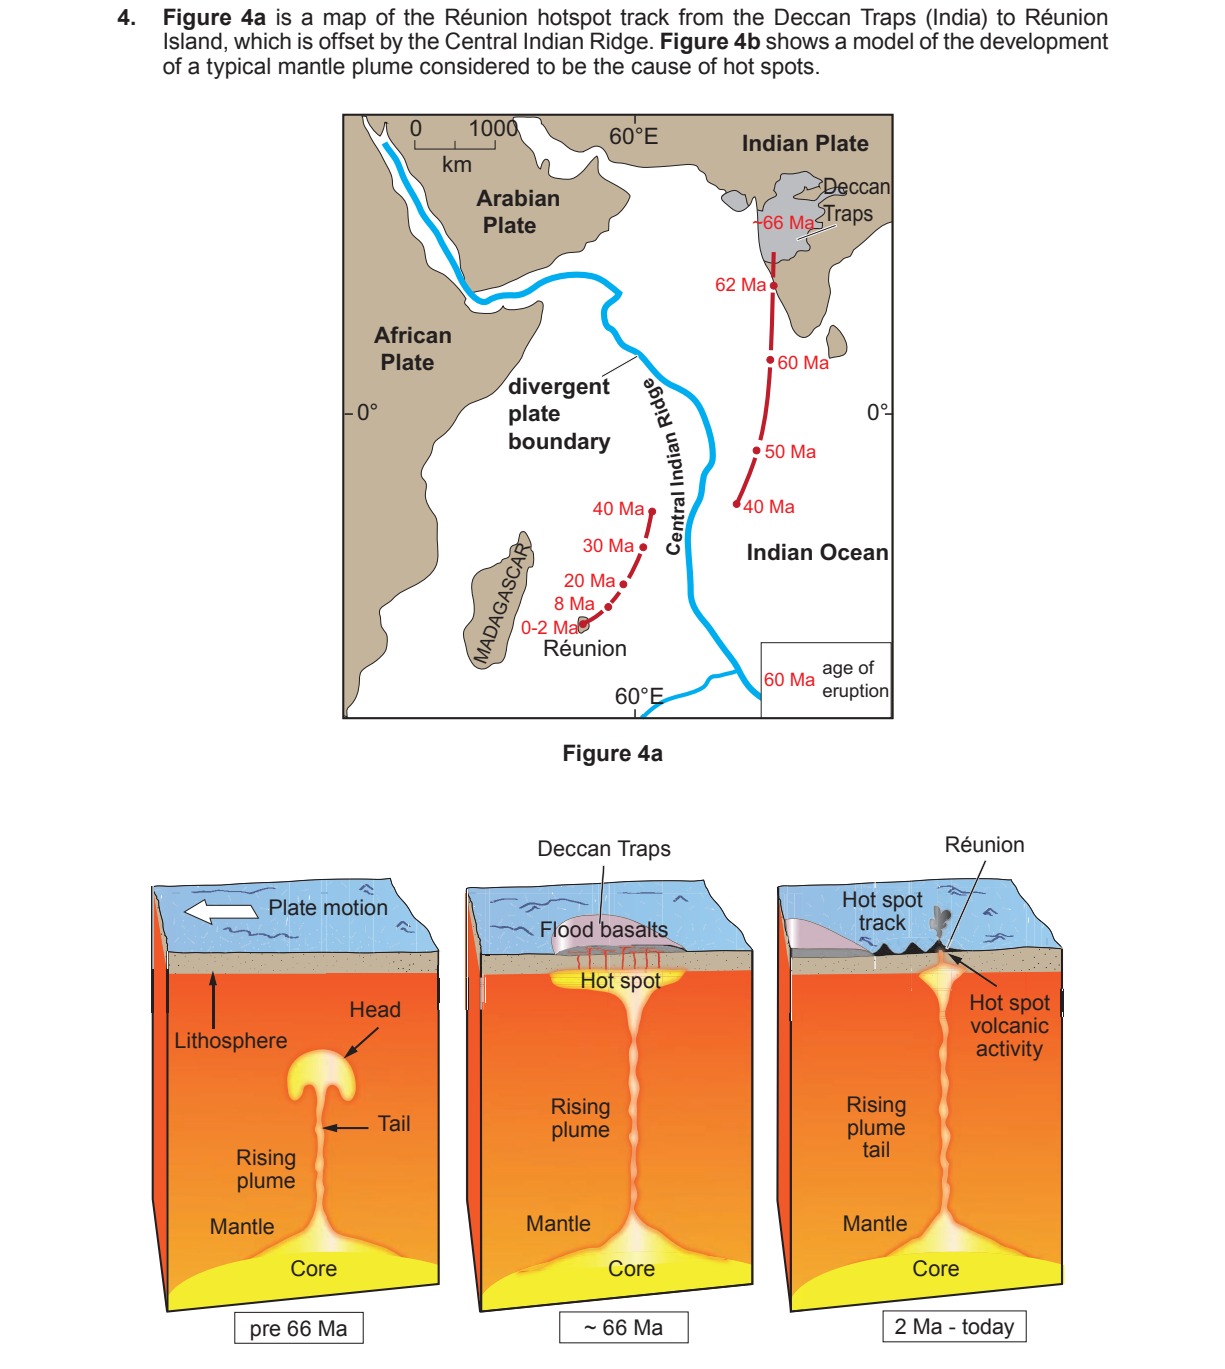 4. Figure 4a is a map of the Réunion hotspot track from the Deccan Traps (India) to Réunion
Island, which is offset by the Central Indian Ridge. Figure 4b shows a model of the development
of a typical mantle plume considered to be the cause of hot spots.
0 1000
km
60°E
Indian Plate
Arabian
Plate
Deccan
Traps
~66 Ma
62 Ma
African
Plate
60 Ma
divergent
plate
boundary
Central Indian Ridge
0°
0°
50 Ma
40 Ma
40 Ma
30 Ma
Indian Ocean
20 Ma
8 Ma
0-2 Ma
MADAGASCAR
Réunion
60°E
60 Ma
age of
eruption
Figure 4a
Plate motion
Lithosphere
Head
Tail
Rising
plume
Mantle
Core
pre 66 Ma
Deccan Traps
Flood basalts
Hot spot
Rising
plume
Mantle
Core
~ 66 Ma
Réunion
Hot spot
track
Hot spot
volcanic
activity
Rising
plume
tail
Mantle
Core
2 Ma - today